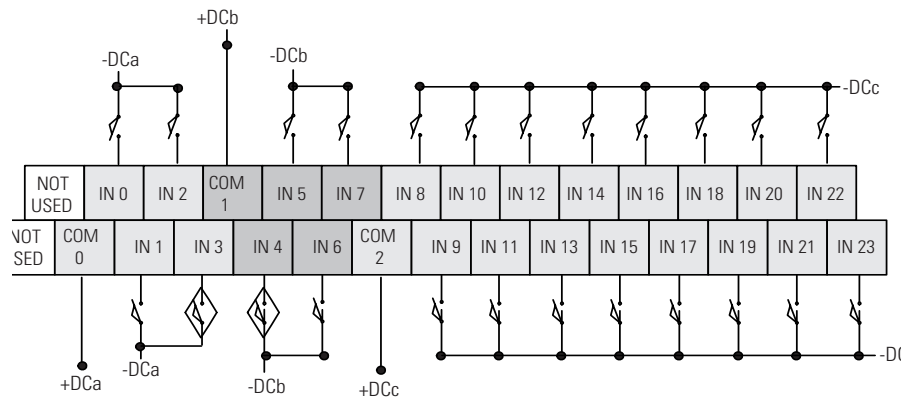 +DCb
-DCa
-DCb
-DCc
NOT USED
IN 0
IN 2
COM 1
IN 5
IN 7
IN 8
IN 10
IN 12
IN 14
IN 16
IN 18
IN 20
IN 22
NOT SED
COM 0
IN 1
IN 3
IN 4
IN 6
COM 2
IN 9
IN 11
IN 13
IN 15
IN 17
IN 19
IN 21
IN 23
-DC
-DCa
+DCa
-DCb
+DCc